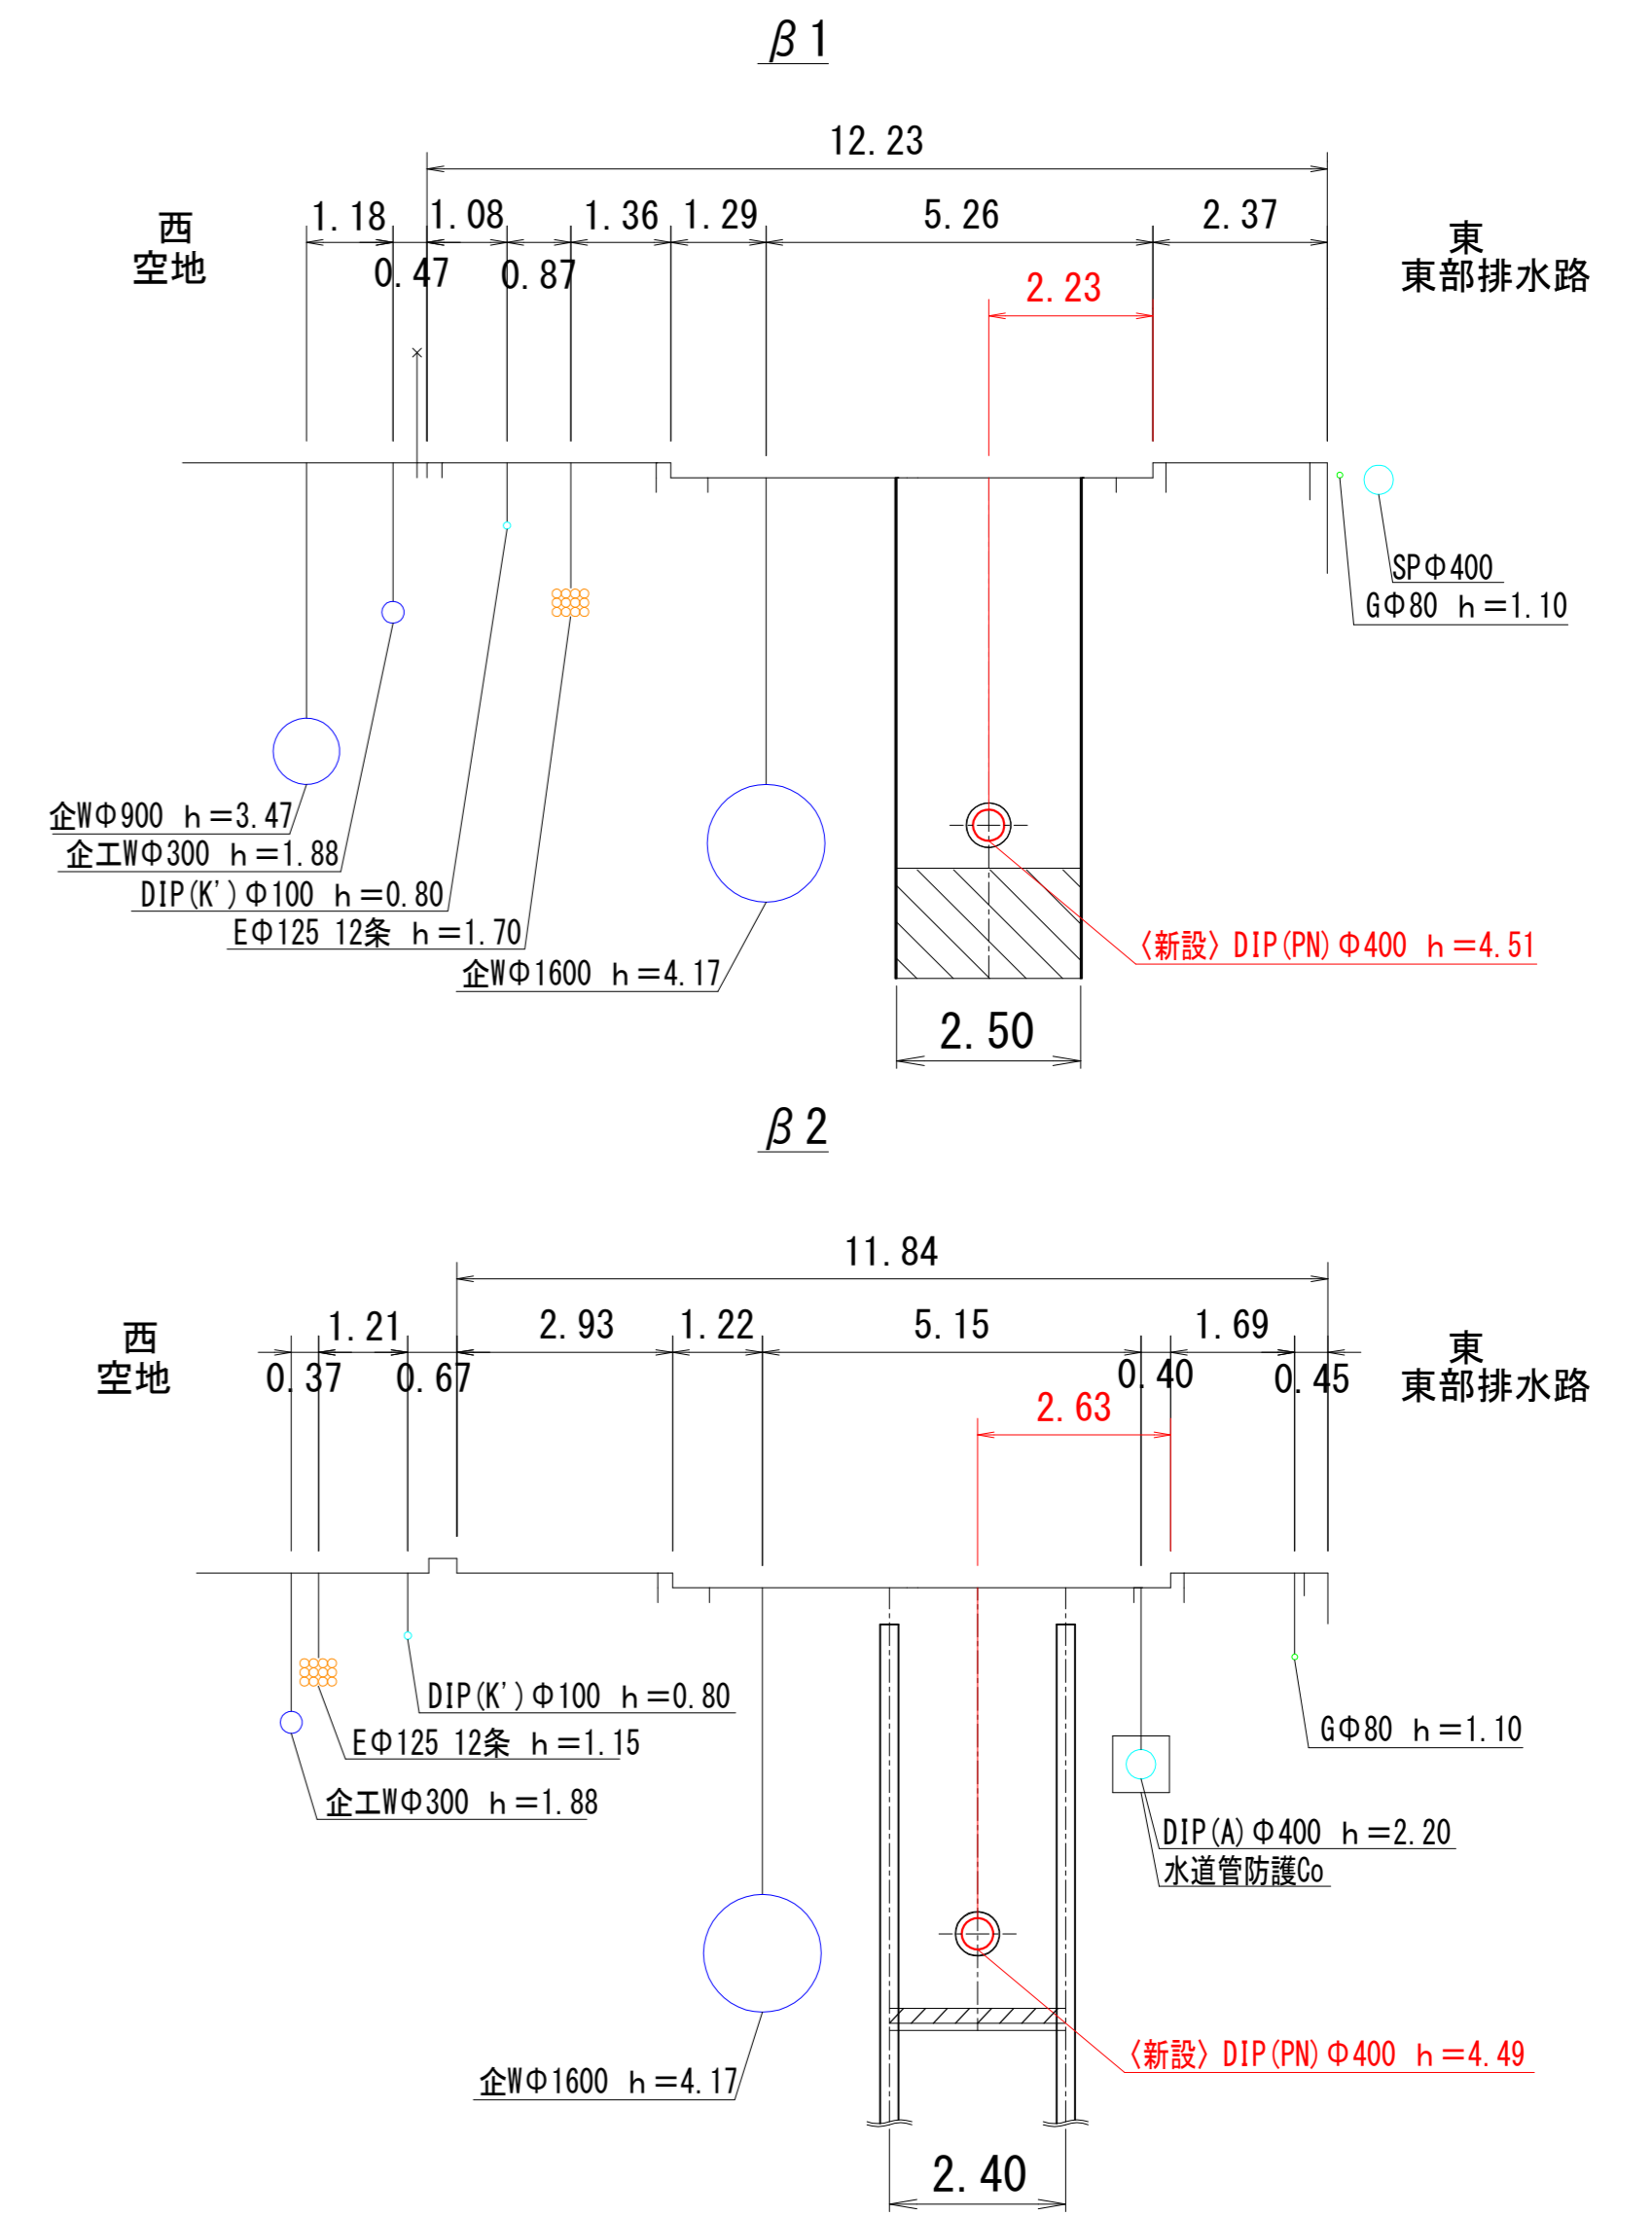 β1
12.23
1.18
1.08
1.36
1.29
5.26
2.37
西
空地
0.47
0.87
2.23
東
東部排水路
SPΦ400
GΦ80 h=1.10
企WΦ900 h=3.47
企工WΦ300 h=1.88
DIP(K')Φ100 h=0.80
EΦ125 12条 h=1.70
企WΦ1600 h=4.17
〈新設〉DIP(PN)Φ400 h=4.51
2.50
β2
11.84
1.21
2.93
1.22
5.15
1.69
西
空地
0.37
0.67
0.40
0.45
2.63
東
東部排水路
DIP(K')Φ100 h=0.80
EΦ125 12条 h=1.15
企工WΦ300 h=1.88
GΦ80 h=1.10
DIP(A)Φ400 h=2.20
水道管防護Co
〈新設〉DIP(PN)Φ400 h=4.49
企WΦ1600 h=4.17
2.40